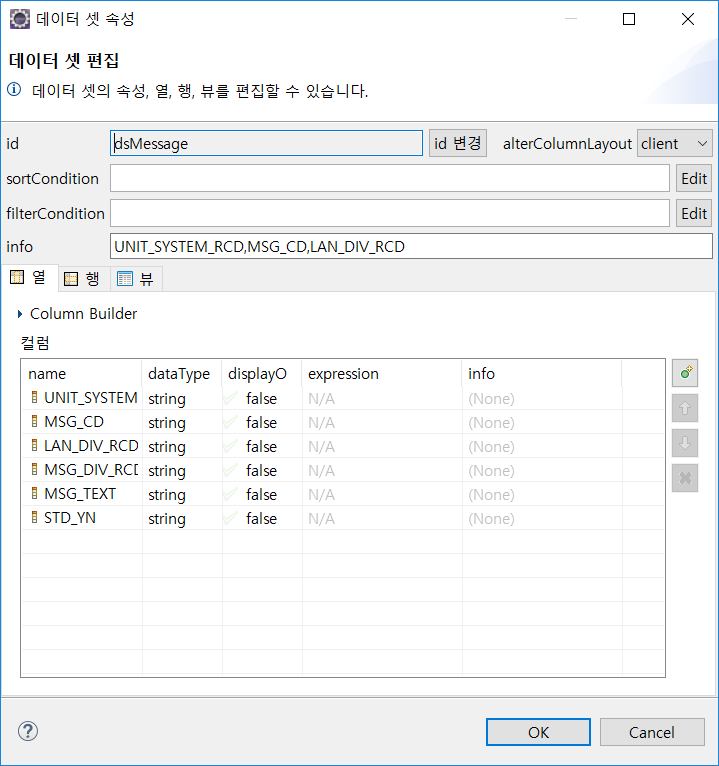 데이터 셋 속성
데이터 셋 편집
데이터 셋의 속성, 열, 행, 뷰를 편집할 수 있습니다.
id dsMessage id 변경 alterColumnLayout client
sortCondition Edit
filterCondition Edit
info UNIT_SYSTEM_RCD,MSG_CD,LAN_DIV_RCD
열 행 뷰
Column Builder
컬럼
name dataType displayO expression info
UNIT_SYSTEM string false N/A (None)
MSG_CD string false N/A (None)
LAN_DIV_RCD string false N/A (None)
MSG_DIV_RCD string false N/A (None)
MSG_TEXT string false N/A (None)
STD_YN string false N/A (None)
OK Cancel